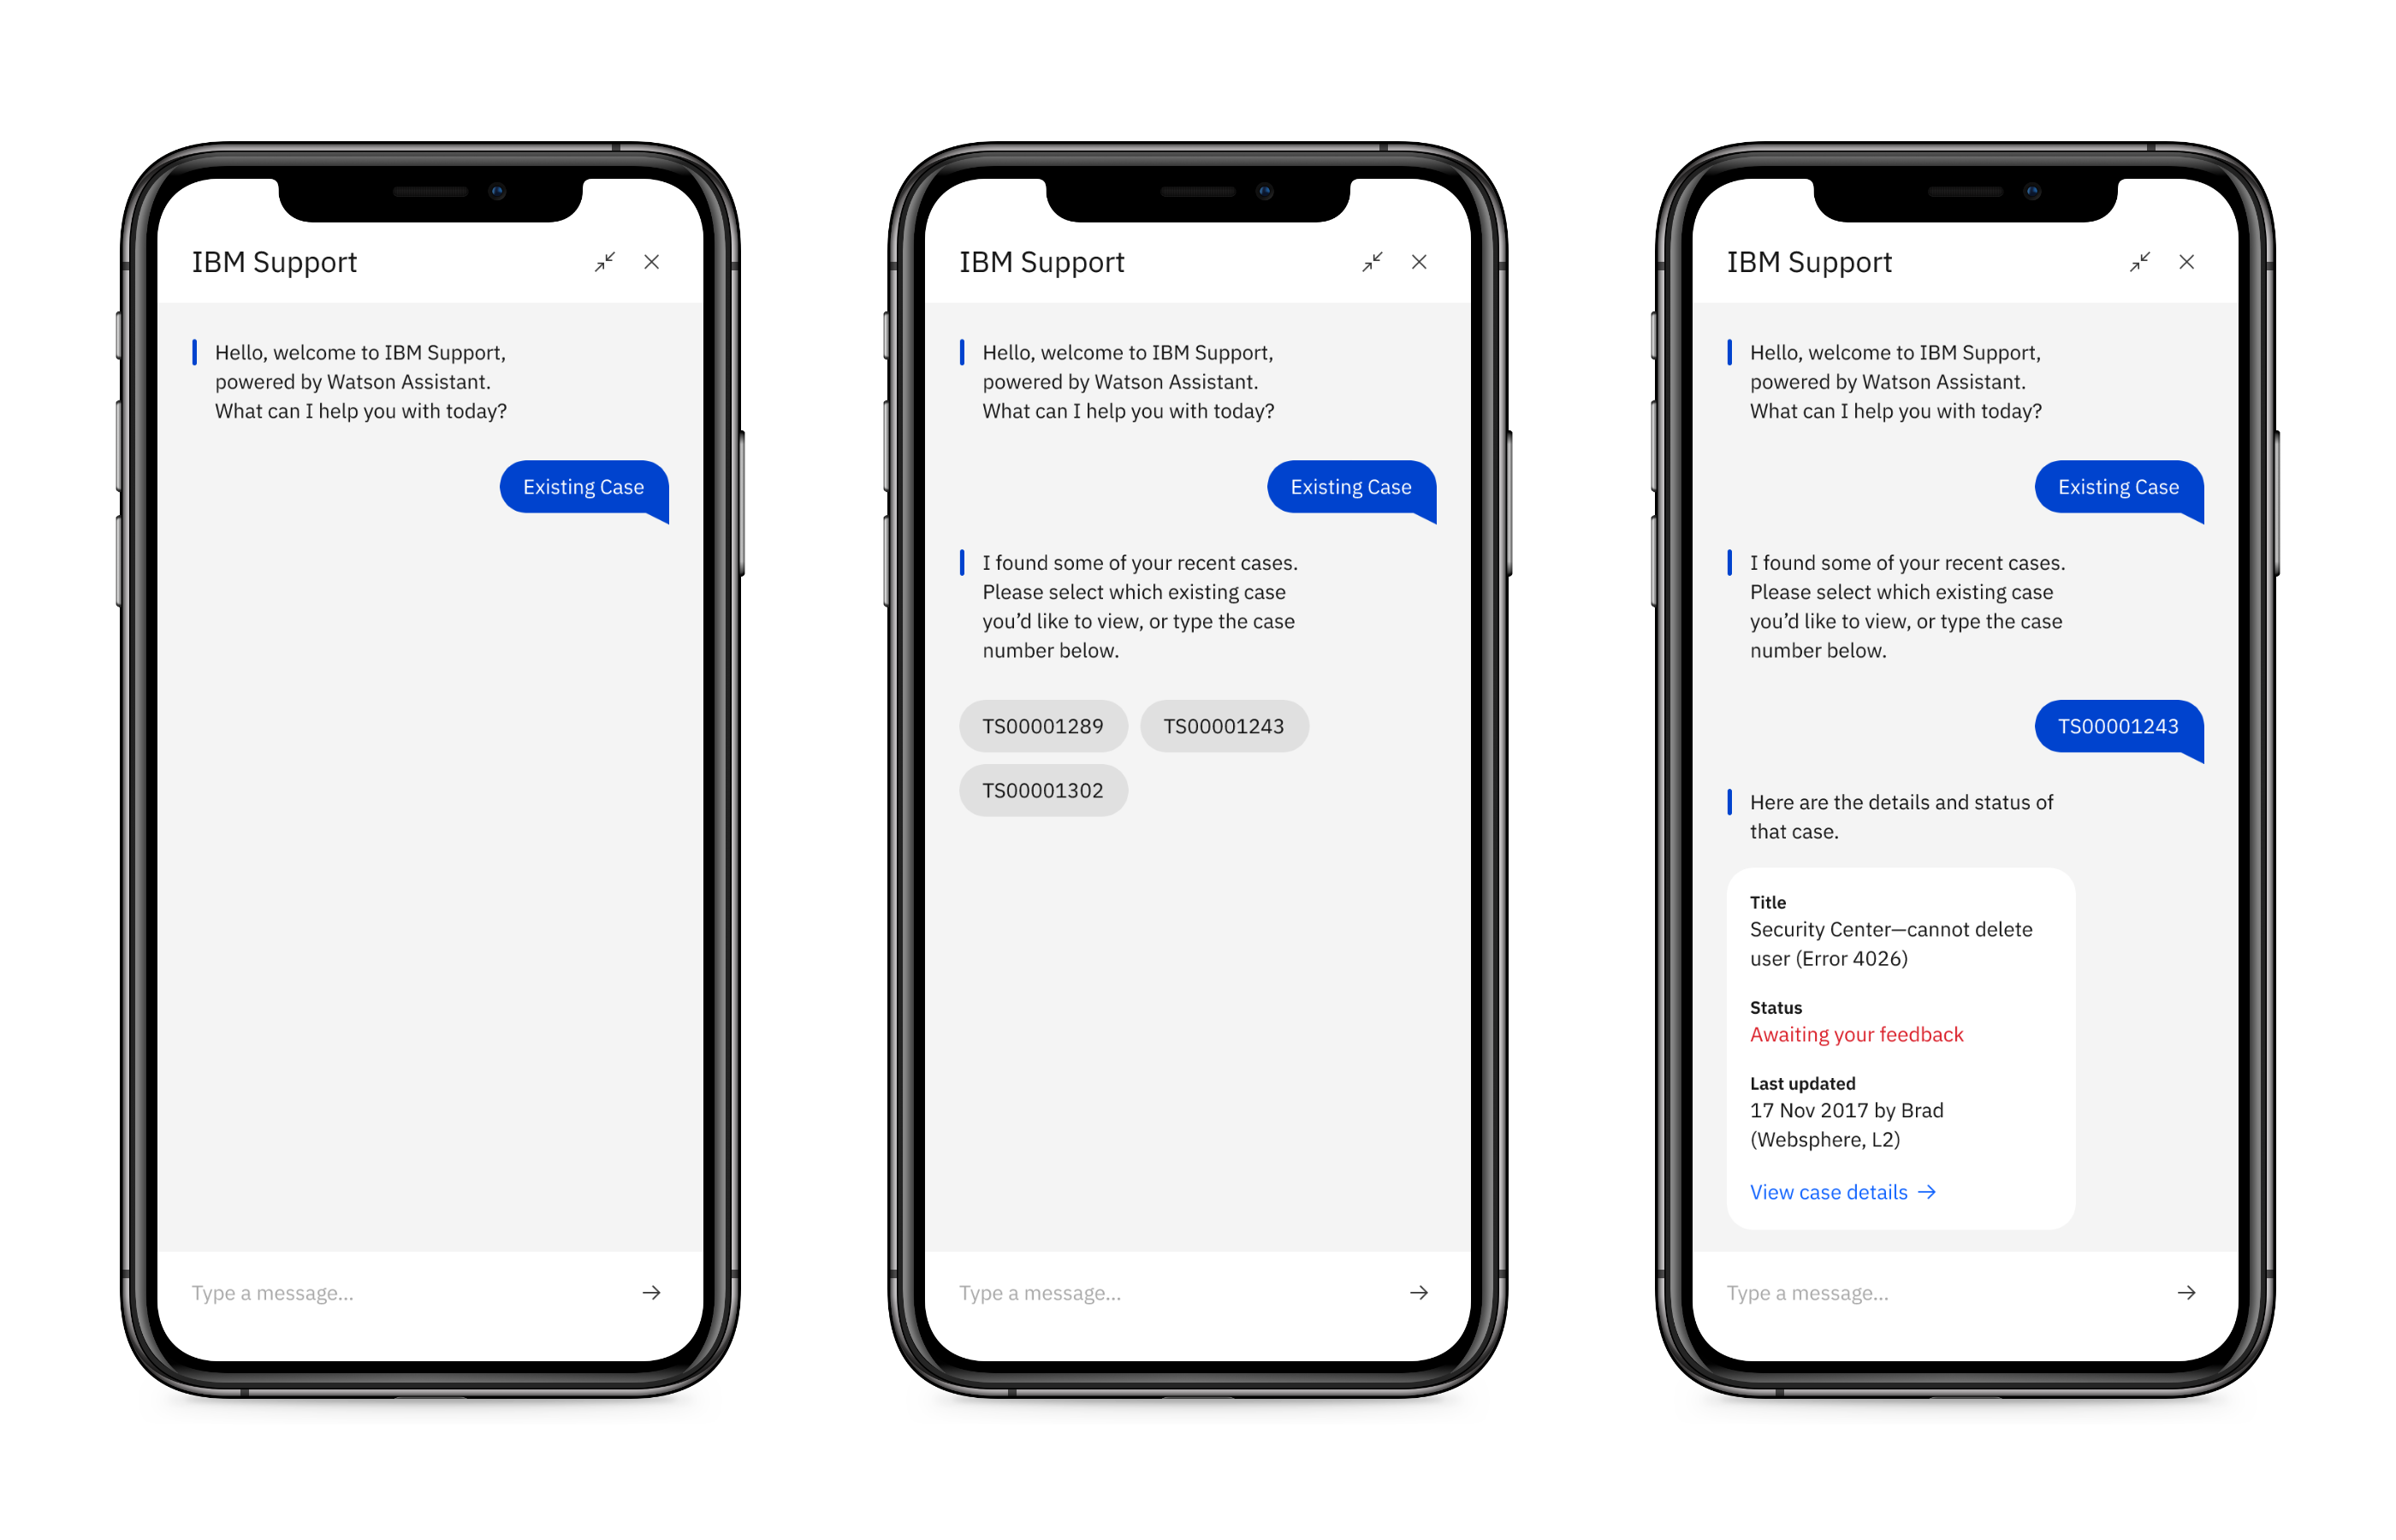 IBM Support
Hello, welcome to IBM Support,
powered by Watson Assistant.
What can I help you with today?
Existing Case
Type a message...
IBM Support
Hello, welcome to IBM Support,
powered by Watson Assistant.
What can I help you with today?
Existing Case
I found some of your recent cases.
Please select which existing case
you’d like to view, or type the case
number below.
TS00001289
TS00001243
TS00001302
Type a message...
IBM Support
Hello, welcome to IBM Support,
powered by Watson Assistant.
What can I help you with today?
Existing Case
I found some of your recent cases.
Please select which existing case
you’d like to view, or type the case
number below.
TS00001243
Here are the details and status of
that case.
Title
Security Center—cannot delete
user (Error 4026)
Status
Awaiting your feedback
Last updated
17 Nov 2017 by Brad
(Websphere, L2)
View case details →
Type a message...